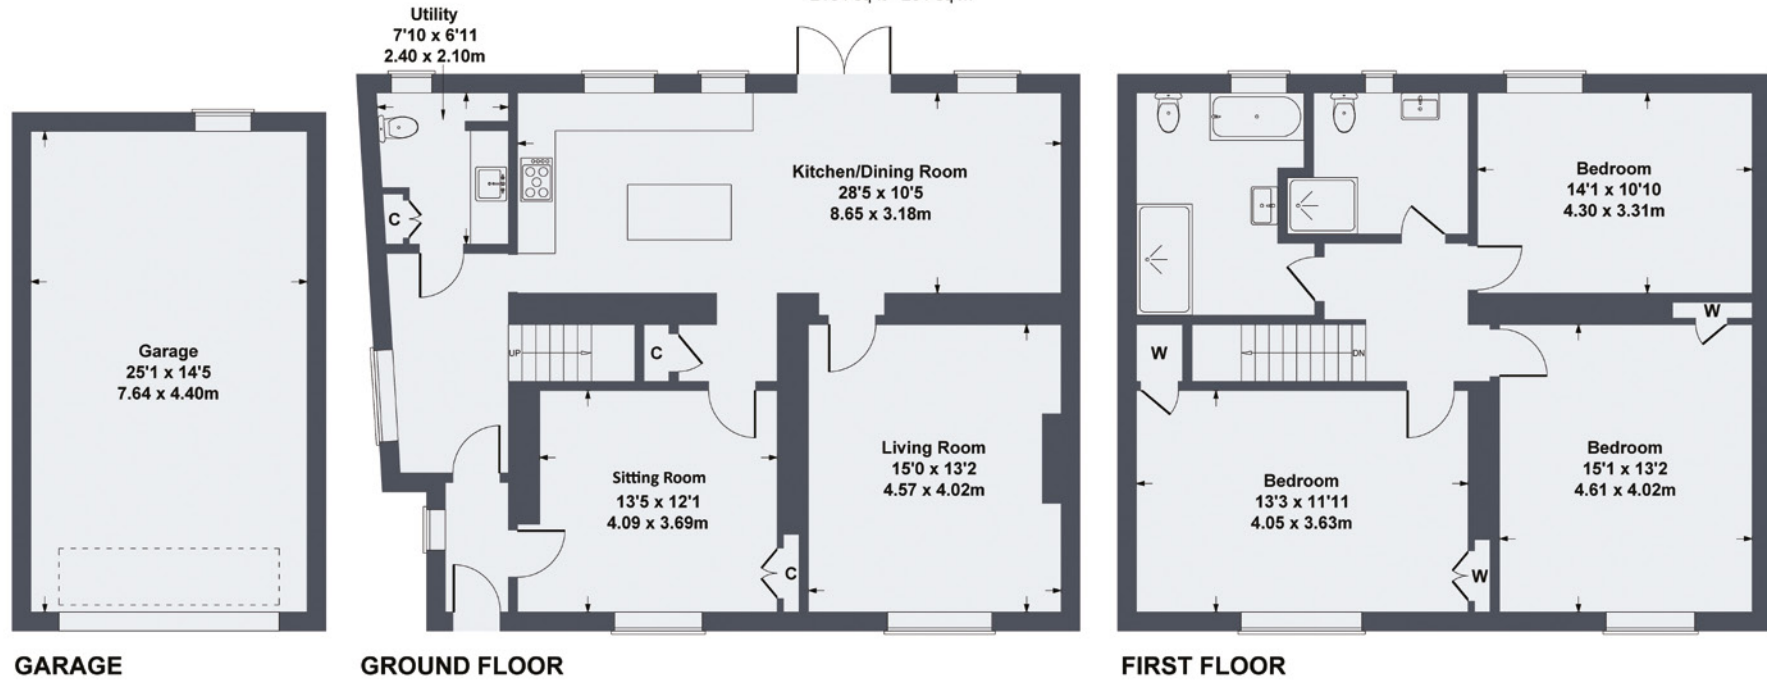 Utility
7'10 x 6'11
2.40 x 2.10m
Garage
25'1 x 14'5
7.64 x 4.40m
C
Kitchen/Dining Room
28'5 x 10'5
8.65 x 3.18m
UP
C
Sitting Room
13'5 x 12'1
4.09 x 3.69m
C
Living Room
15'0 x 13'2
4.57 x 4.02m
Bedroom
14'1 x 10'10
4.30 x 3.31m
W
W
DN
Bedroom
13'3 x 11'11
4.05 x 3.63m
W
Bedroom
15'1 x 13'2
4.61 x 4.02m
GARAGE
GROUND FLOOR
FIRST FLOOR